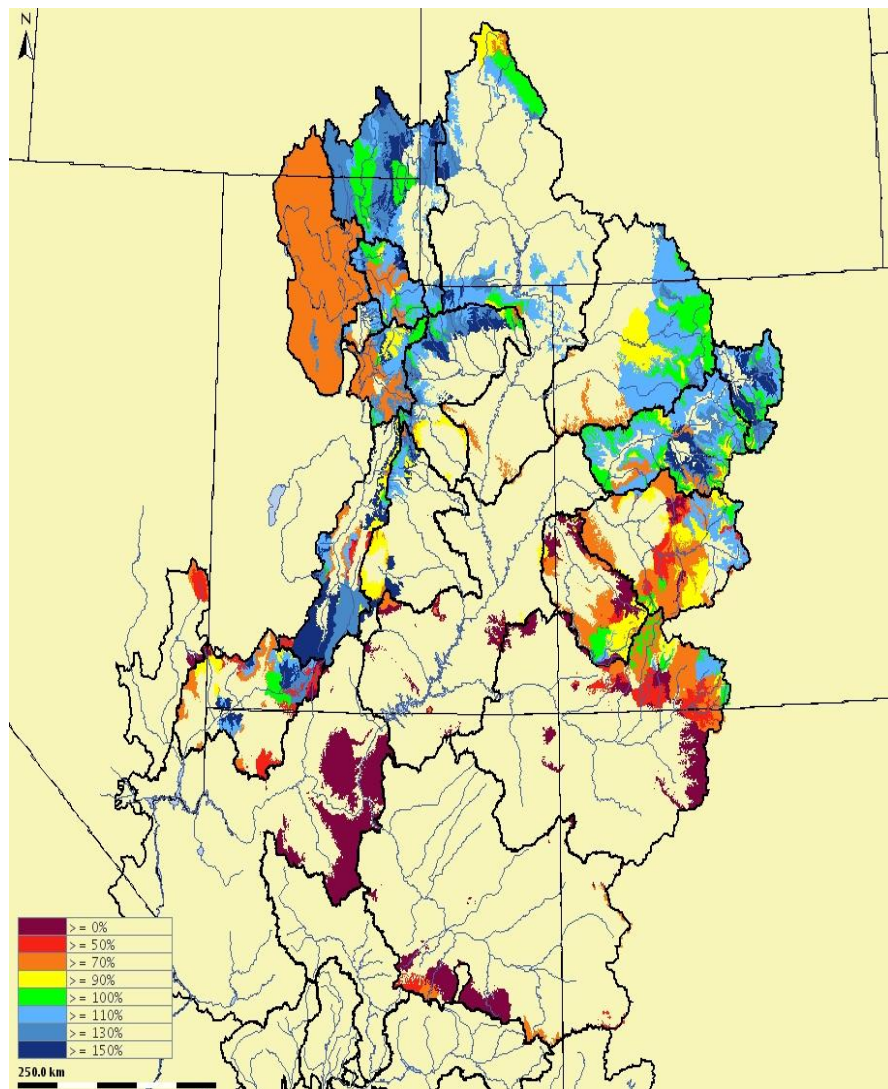 N
> = 0%
> = 50%
> = 70%
> = 90%
> = 100%
> = 110%
> = 130%
> = 150%
250.0 km